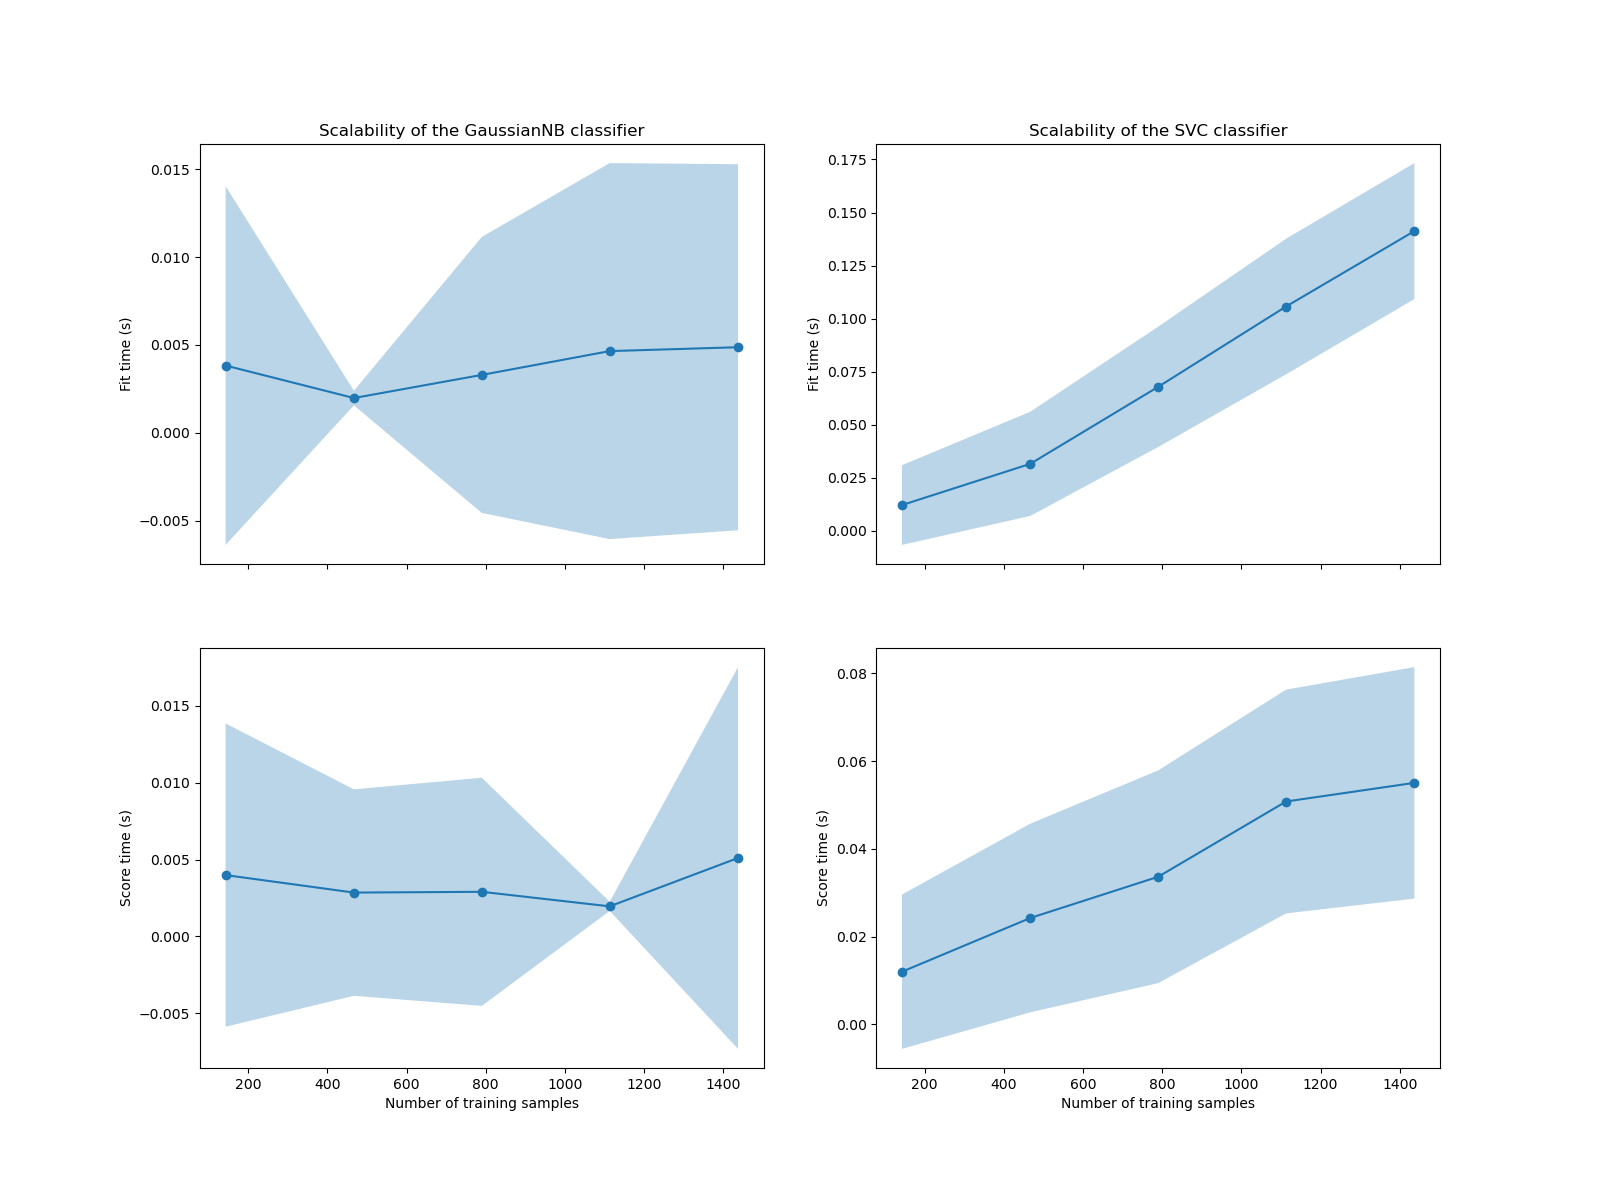 Scalability of the GaussianNB classifier
0.015
0.010
0.005
0.000
−0.005
Fit time (s)
Scalability of the SVC classifier
0.175
0.150
0.125
0.100
0.075
0.050
0.025
0.000
Fit time (s)
0.015
0.010
0.005
0.000
−0.005
Score time (s)
200 400 600 800 1000 1200 1400
Number of training samples
0.08
0.06
0.04
0.02
0.00
Score time (s)
200 400 600 800 1000 1200 1400
Number of training samples